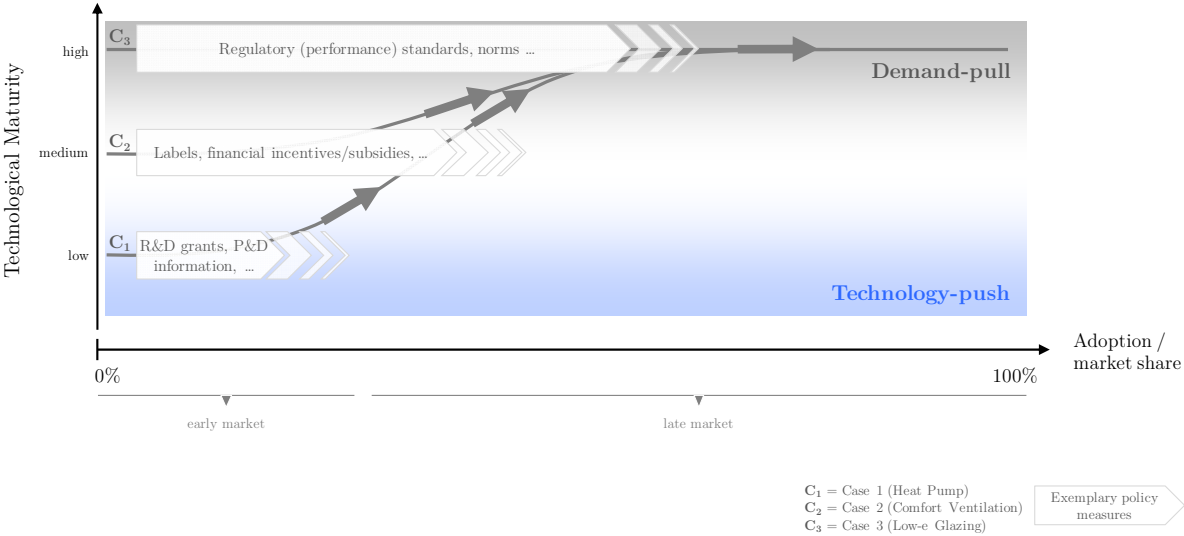 Technological Maturity
high
C3
Regulatory (performance) standards, norms ...
Demand-pull
medium
C2
Labels, financial incentives/subsidies, ...
low
C1
R&D grants, P&D
information, ...
Technology-push
Adoption /
market share
0%
100%
early market
late market
C1 = Case 1 (Heat Pump)
C2 = Case 2 (Comfort Ventilation)
C3 = Case 3 (Low-e Glazing)
Exemplary policy
measures